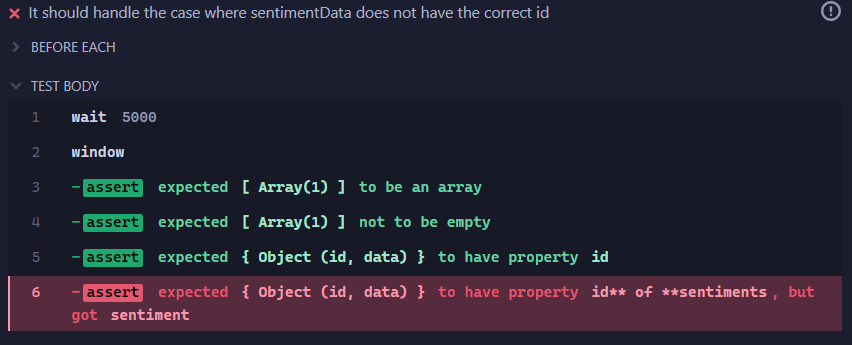 It should handle the case where sentimentData does not have the correct id
BEFORE EACH
TEST BODY
1 wait 5000
2 window
3 -assert expected [ Array(1) ] to be an array
4 -assert expected [ Array(1) ] not to be empty
5 -assert expected { Object (id, data) } to have property id
6 -assert expected { Object (id, data) } to have property id** of **sentiments, but
got sentiment